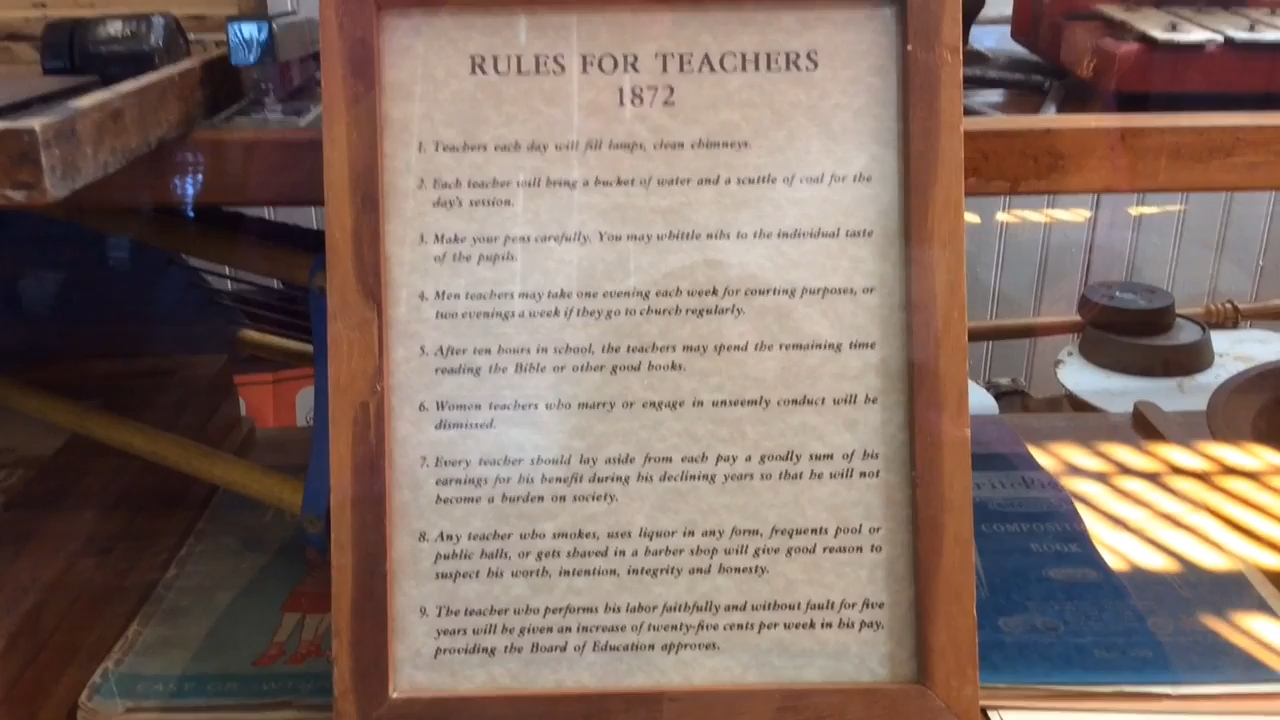 RULES FOR TEACHERS
1872
1. Teachers each day will fill lamps, clean chimneys.
2. Each teacher will bring a bucket of water and a scuttle of coal for the
day's session.
3. Make your pens carefully. You may whittle nibs to the individual taste
of the pupils.
4. Men teachers may take one evening each week for courting purposes, or
two evenings a week if they go to church regularly.
5. After ten hours in school, the teachers may spend the remaining time
reading the Bible or other good books.
6. Women teachers who marry or engage in unseemly conduct will be
dismissed.
7. Every teacher should lay aside from each pay a goodly sum of his
earnings for his benefit during his declining years so that he will not
become a burden on society.
8. Any teacher who smokes, uses liquor in any form, frequents pool or
public halls, or gets shaved in a barber shop will give good reason to
suspect his worth, intention, integrity and honesty.
9. The teacher who performs his labor faithfully and without fault for five
years will be given an increase of twenty-five cents per week in his pay,
providing the Board of Education approves.
BOOK